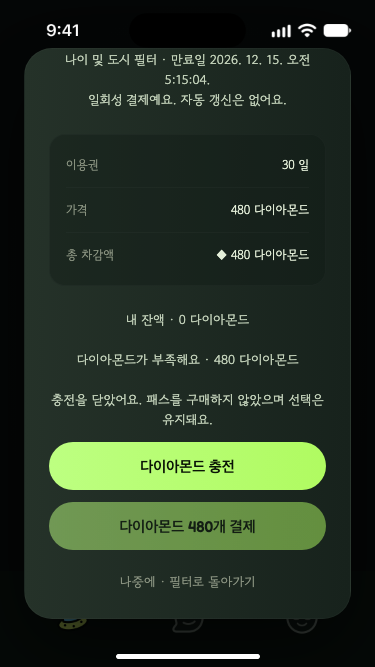 9:41
나이 및 도시 필터 · 만료일 2026. 12. 15. 오전
5:15:04.
일회성 결제예요. 자동 갱신은 없어요.
이용권 30 일
가격 480 다이아몬드
총 차감액 ◆ 480 다이아몬드
내 잔액 · 0 다이아몬드
다이아몬드가 부족해요 · 480 다이아몬드
충전을 닫았어요. 패스를 구매하지 않았으며 선택은
유지돼요.
다이아몬드 충전
다이아몬드 480개 결제
나중에 · 필터로 돌아가기